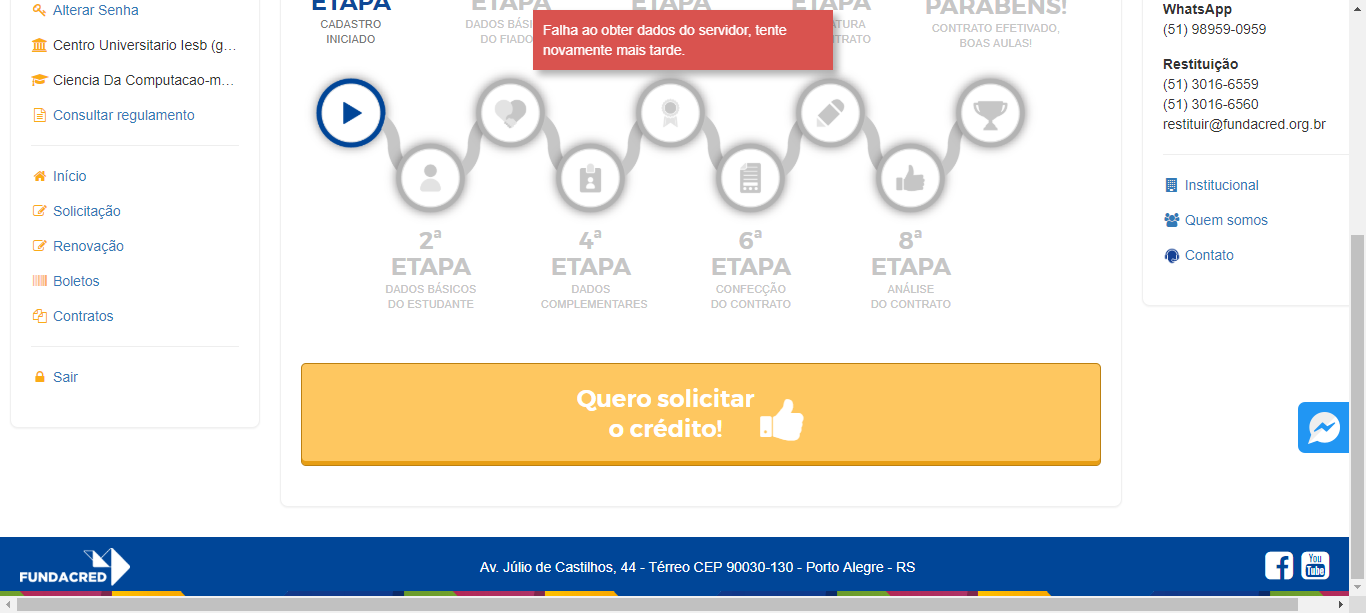 Alterar Senha
Centro Universitario Iesb (g...
Ciencia Da Computacao-m...
Consultar regulamento
Início
Solicitação
Renovação
Boletos
Contratos
Sair
ETAPA
CADASTRO
INICIADO
ETAPA
DADOS BÁSI
DO FIADO
ETAPA
ETAPA
TURA
TRATO
PARABÉNS!
CONTRATO EFETIVADO,
BOAS AULAS!
Falha ao obter dados do servidor, tente
novamente mais tarde.
2ª
ETAPA
DADOS BÁSICOS
DO ESTUDANTE
4ª
ETAPA
DADOS
COMPLEMENTARES
6ª
ETAPA
CONFECÇÃO
DO CONTRATO
8ª
ETAPA
ANÁLISE
DO CONTRATO
Quero solicitar
o crédito!
WhatsApp
(51) 98959-0959
Restituição
(51) 3016-6559
(51) 3016-6560
restituir@fundacred.org.br
Institucional
Quem somos
Contato
FUNDACRED
Av. Júlio de Castilhos, 44 - Térreo CEP 90030-130 - Porto Alegre - RS
You
Tube